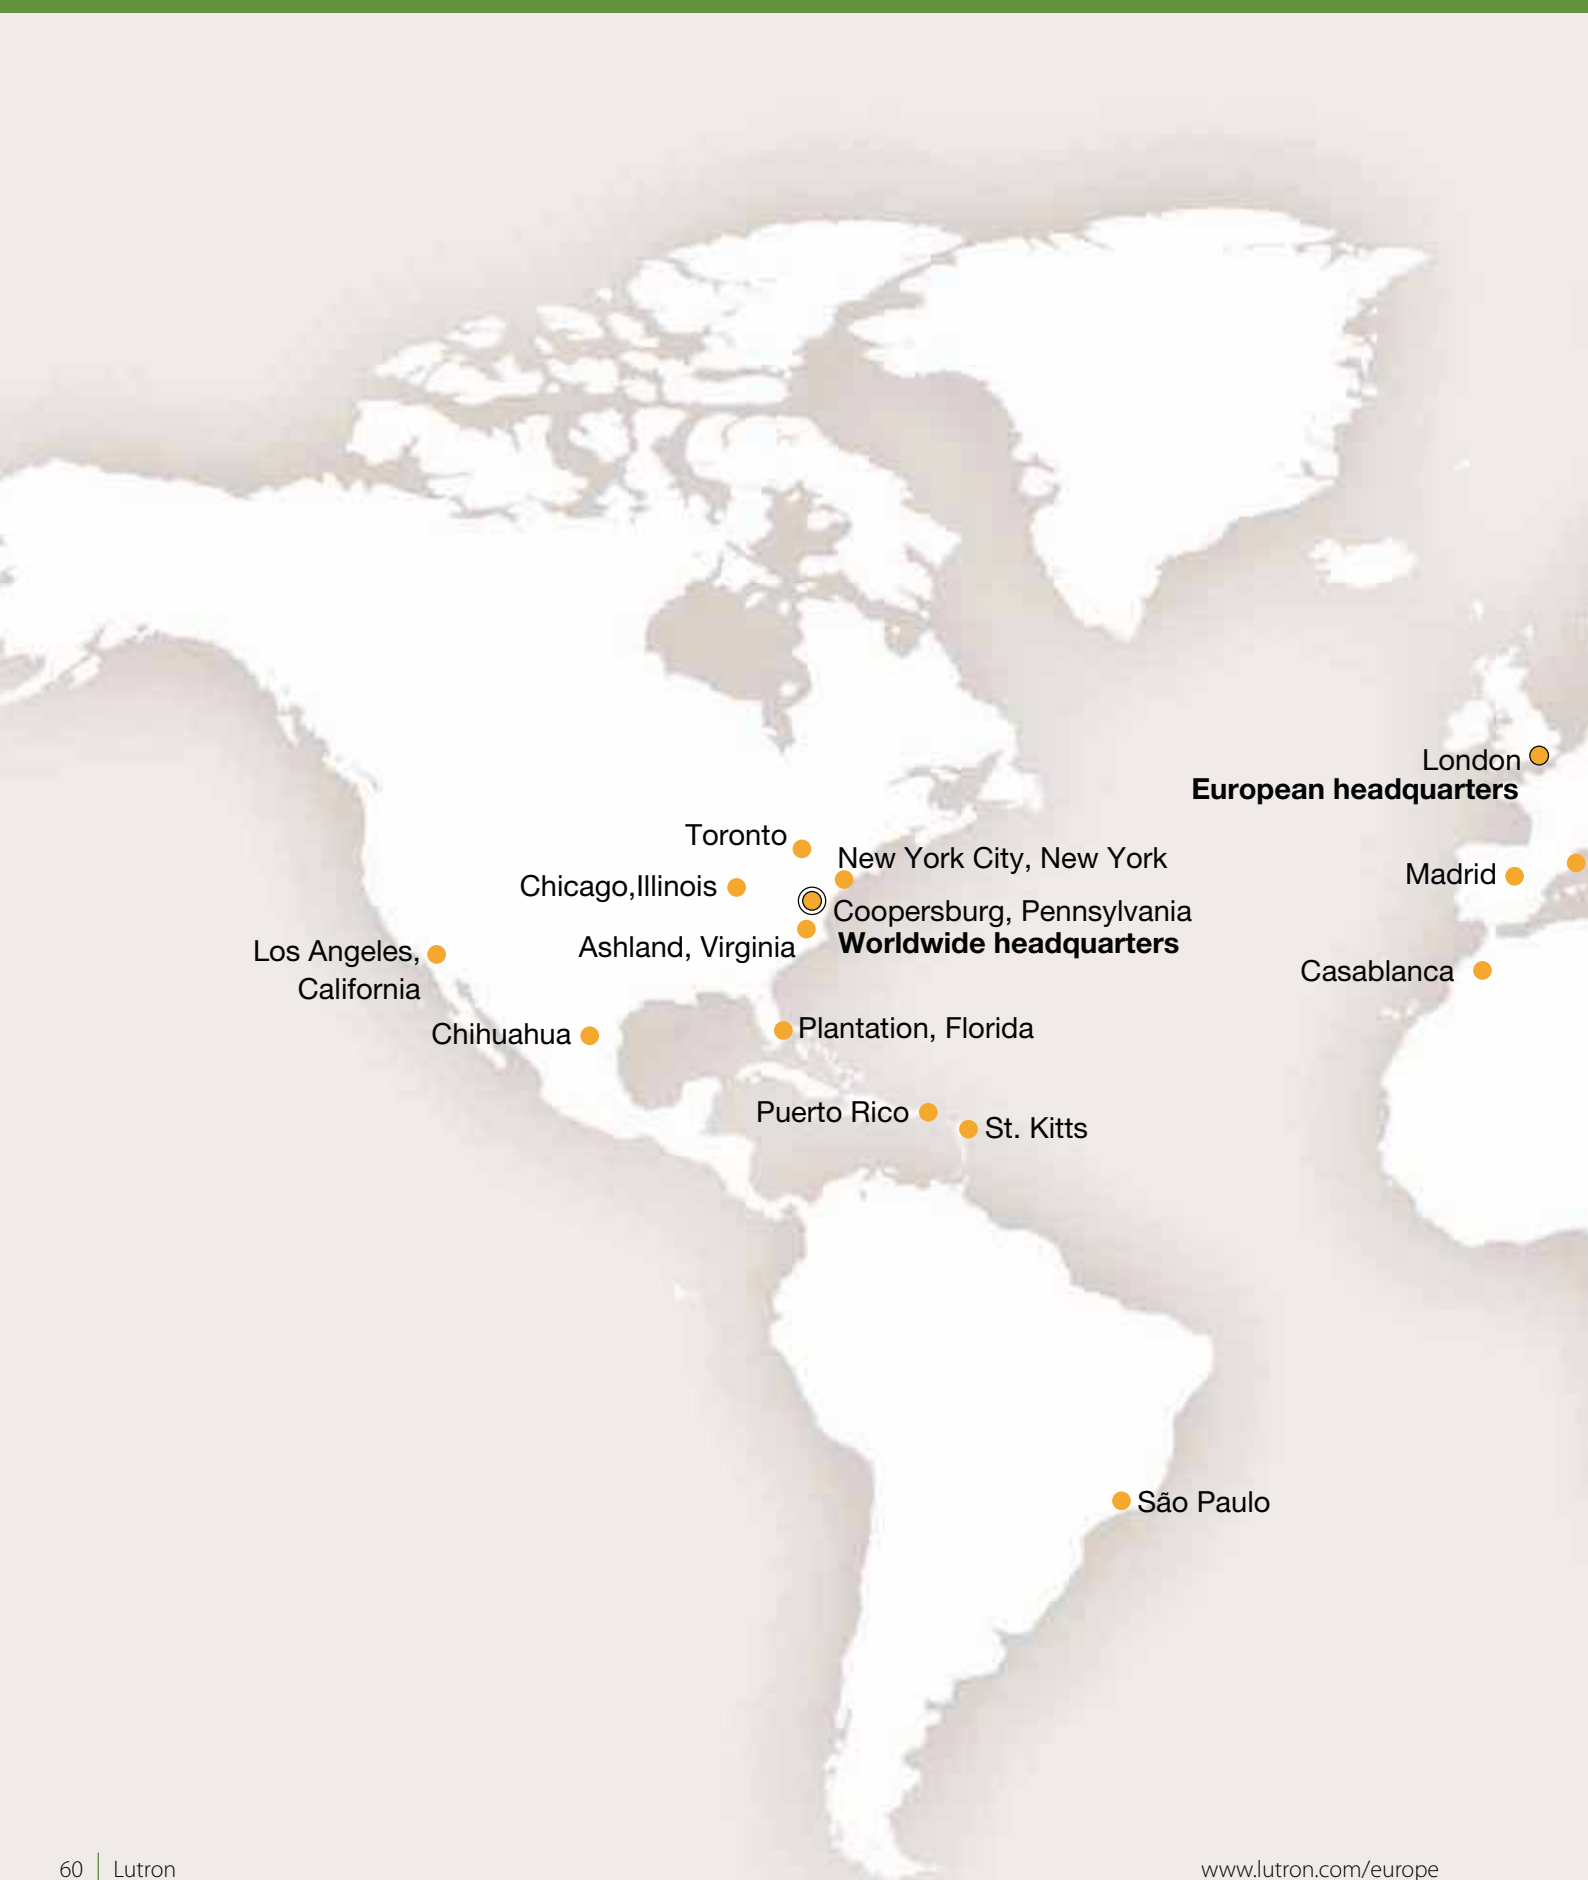 London
European headquarters
Toronto
New York City, New York
Chicago,Illinois
Madrid
Coopersburg, Pennsylvania
Worldwide headquarters
Ashland, Virginia
Los Angeles,
California
Casablanca
Chihuahua
Plantation, Florida
Puerto Rico
St. Kitts
São Paulo
60 | Lutron
www.lutron.com/europe